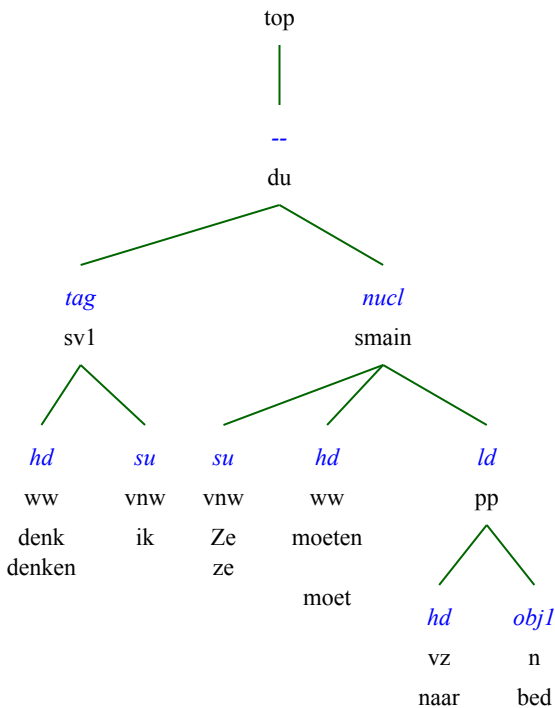 top
--
du
tag nucl
sv1 smain
hd su su hd ld
ww vnw vnw ww pp
denk ik Ze moeten
denken ze
moet
hd obj1
vz n
naar bed